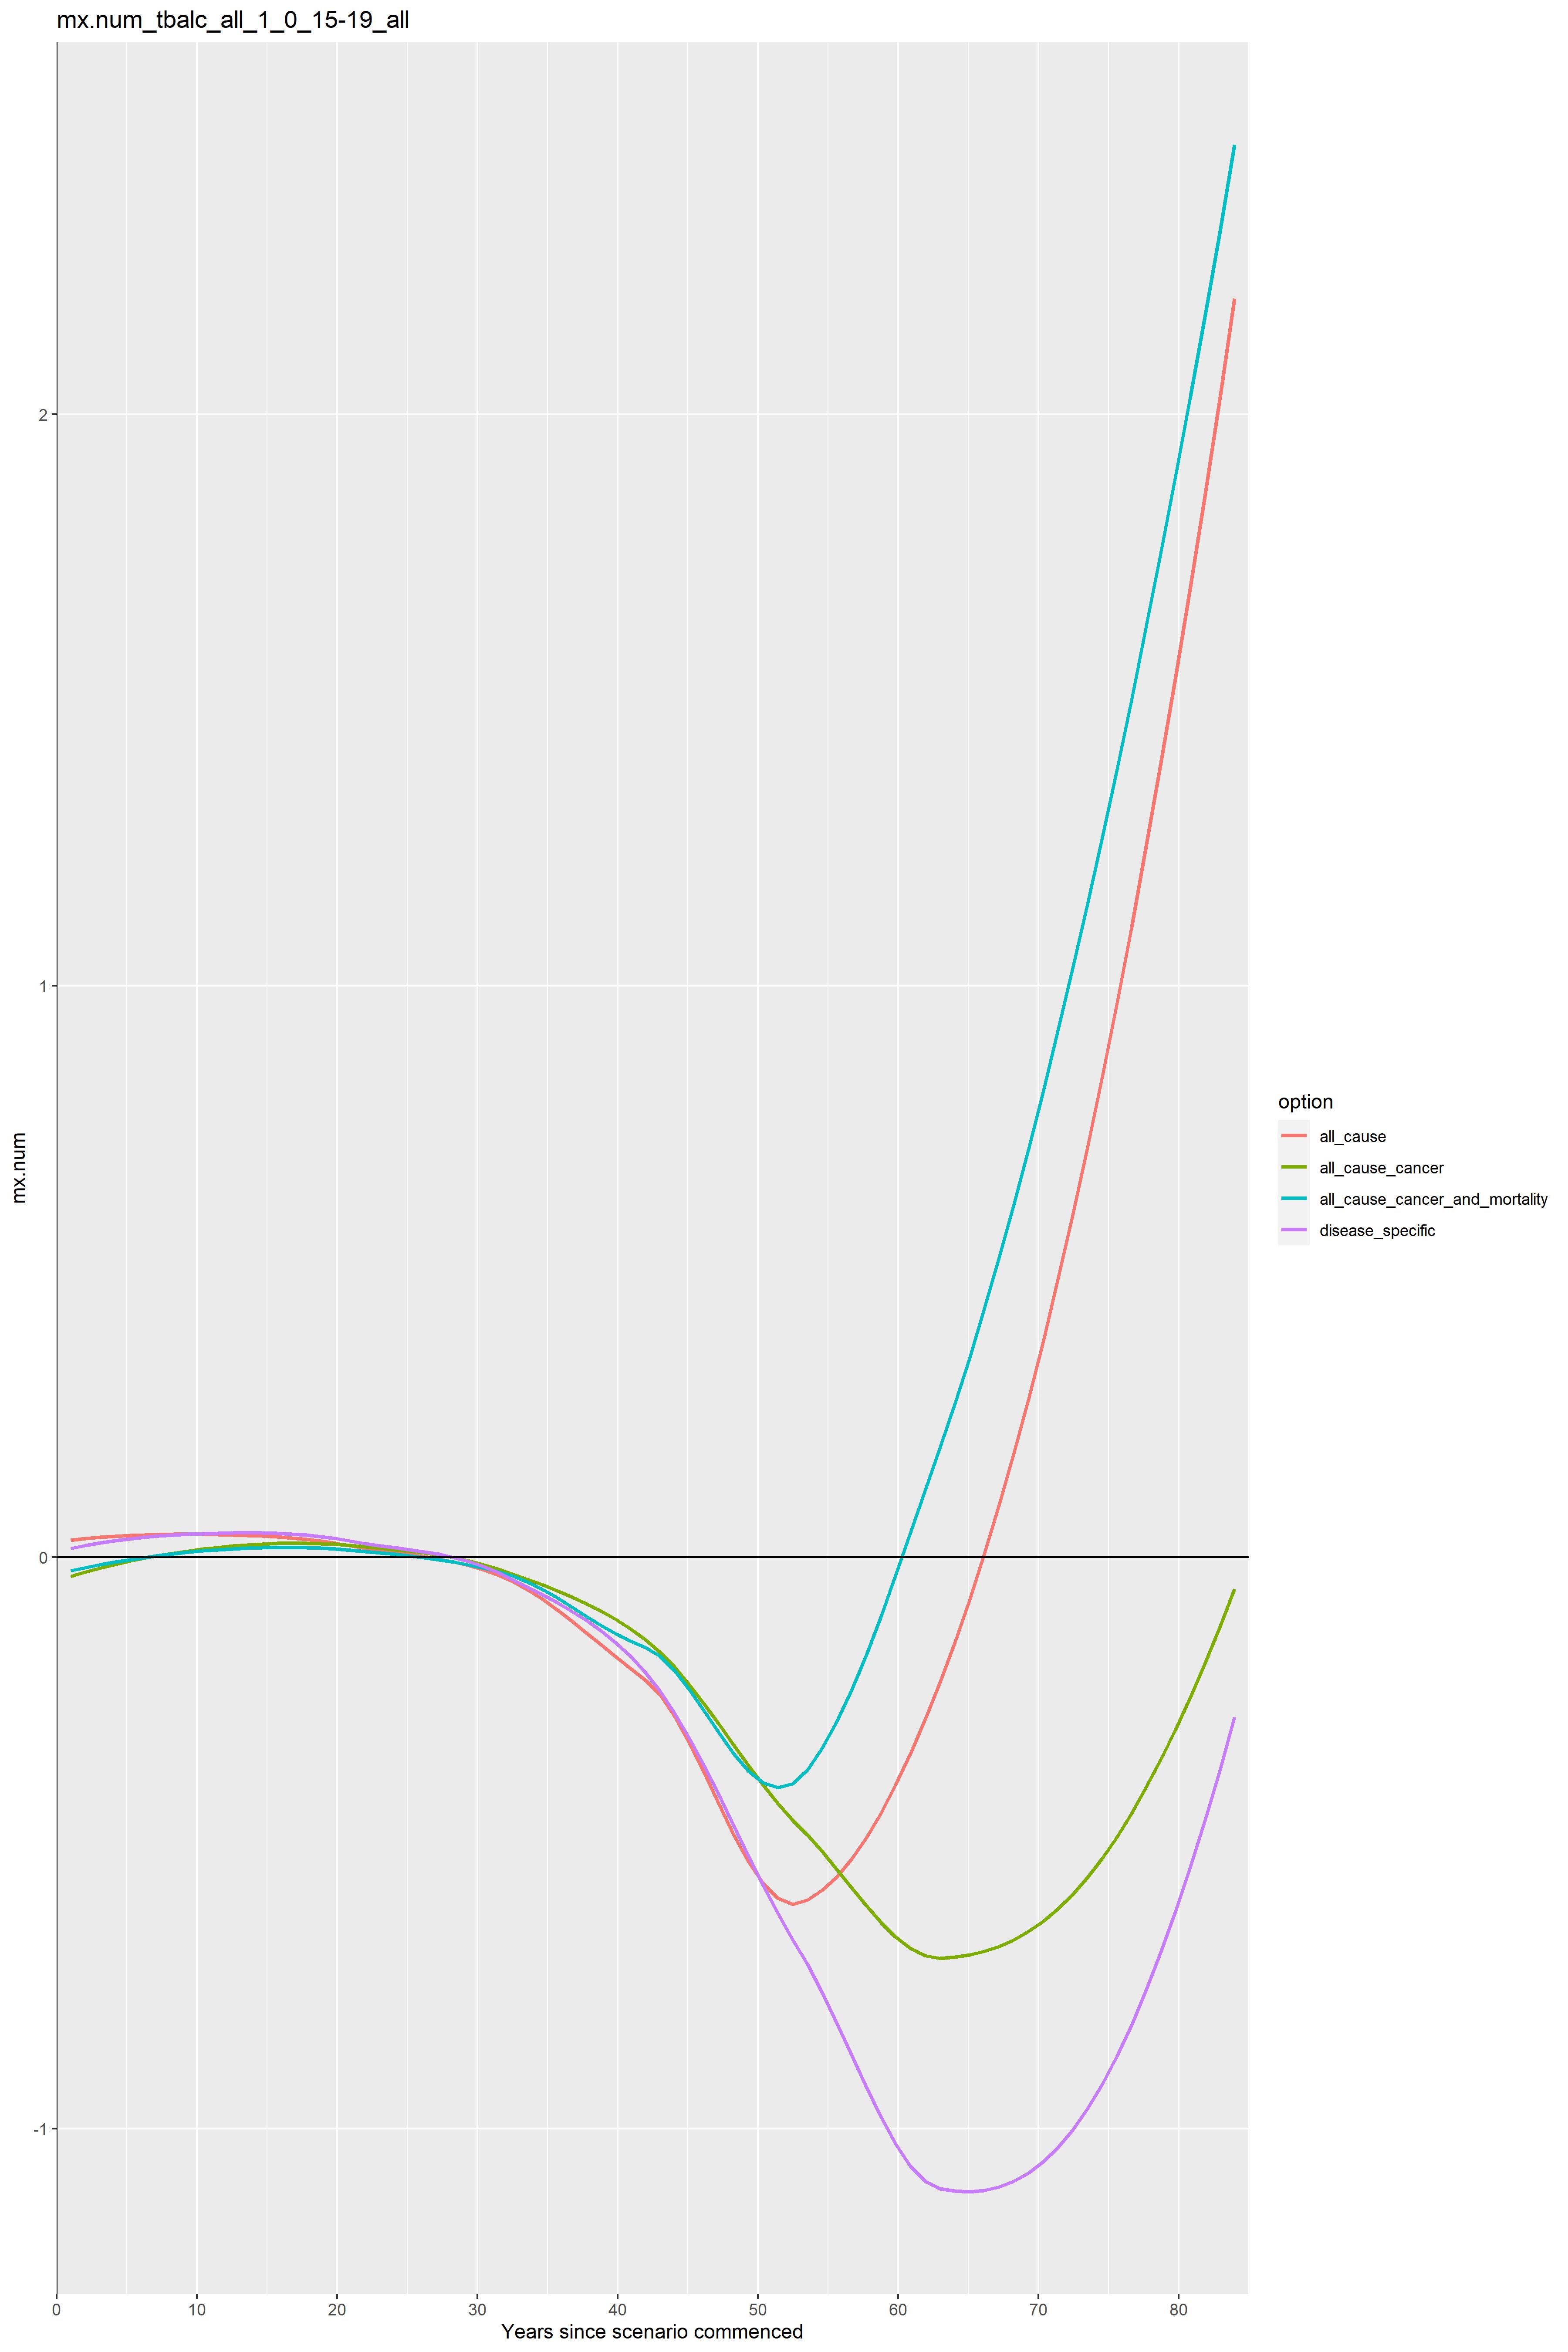 mx.num_tbalc_all_1_0_15-19_all
mx.num
2
1
0
-1
0 10 20 30 40 50 60 70 80
Years since scenario commenced
option
all_cause
all_cause_cancer
all_cause_cancer_and_mortality
disease_specific